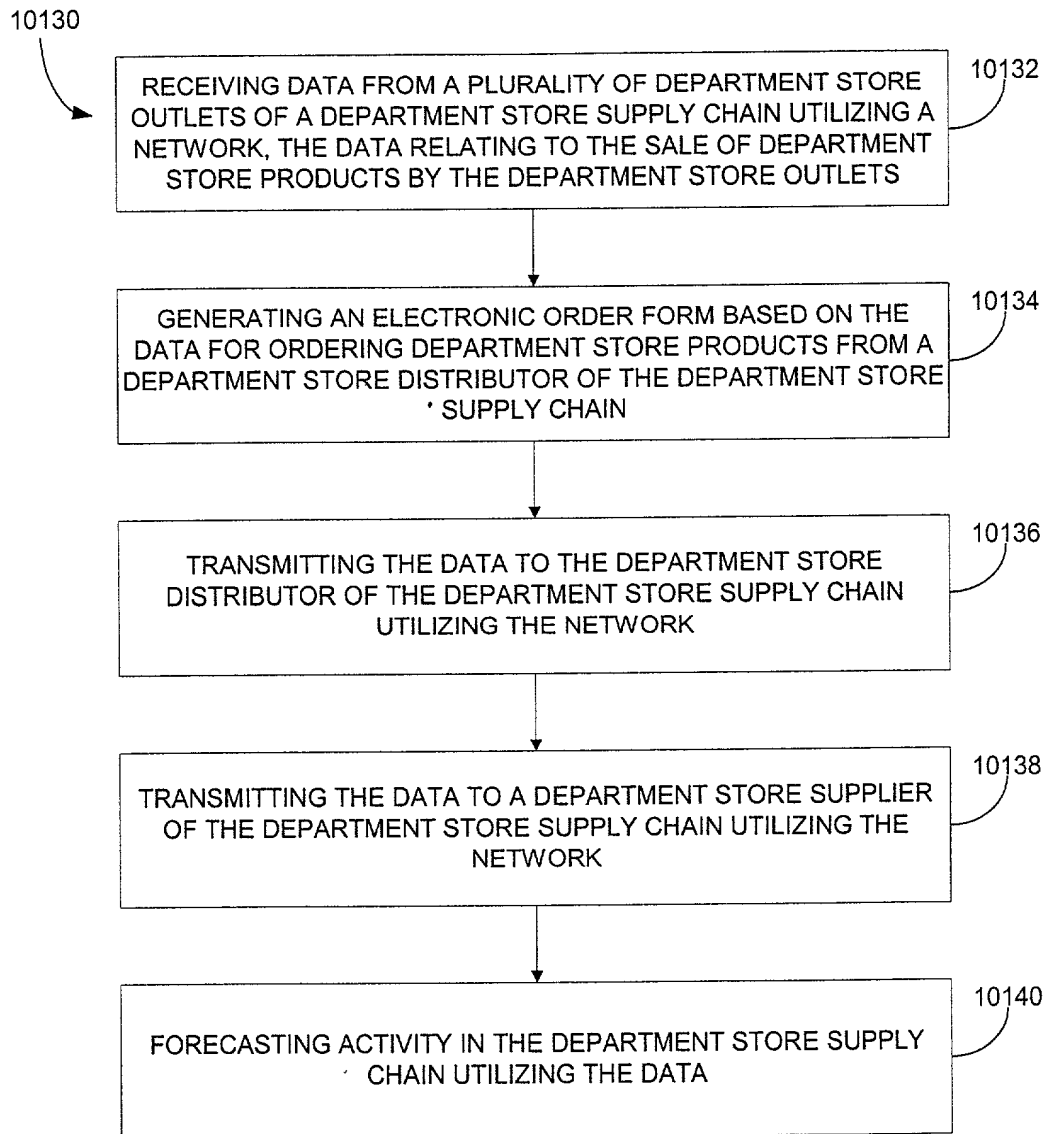 10130
RECEIVING DATA FROM A PLURALITY OF DEPARTMENT STORE
OUTLETS OF A DEPARTMENT STORE SUPPLY CHAIN UTILIZING A
NETWORK, THE DATA RELATING TO THE SALE OF DEPARTMENT
STORE PRODUCTS BY THE DEPARTMENT STORE OUTLETS
10132
GENERATING AN ELECTRONIC ORDER FORM BASED ON THE
DATA FOR ORDERING DEPARTMENT STORE PRODUCTS FROM A
DEPARTMENT STORE DISTRIBUTOR OF THE DEPARTMENT STORE
SUPPLY CHAIN
10134
TRANSMITTING THE DATA TO THE DEPARTMENT STORE
DISTRIBUTOR OF THE DEPARTMENT STORE SUPPLY CHAIN
UTILIZING THE NETWORK
10136
TRANSMITTING THE DATA TO A DEPARTMENT STORE SUPPLIER
OF THE DEPARTMENT STORE SUPPLY CHAIN UTILIZING THE
NETWORK
10138
FORECASTING ACTIVITY IN THE DEPARTMENT STORE SUPPLY
CHAIN UTILIZING THE DATA
10140